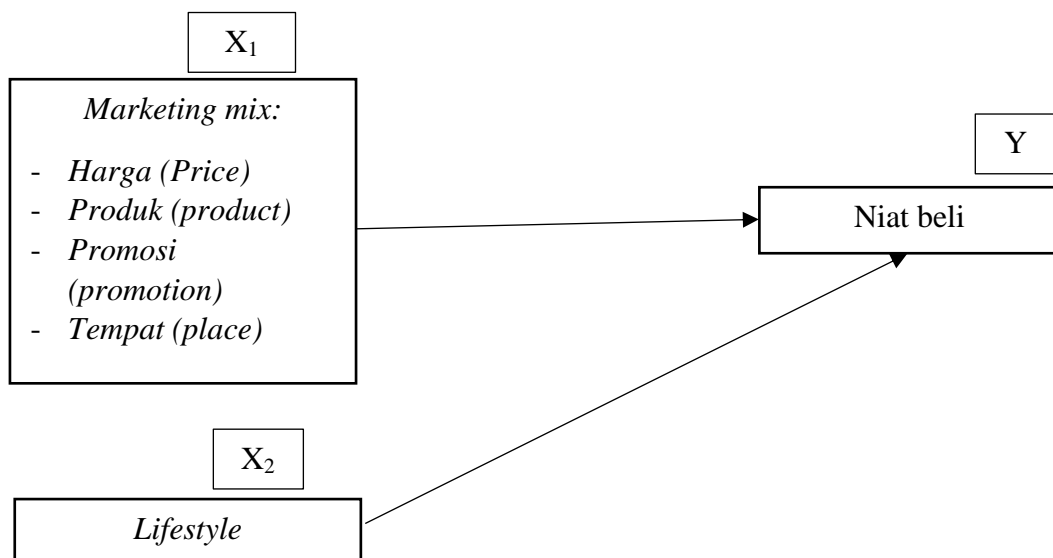 X₁
Marketing mix:
- Harga (Price)
- Produk (product)
- Promosi
(promotion)
- Tempat (place)
Y
Niat beli
X₂
Lifestyle